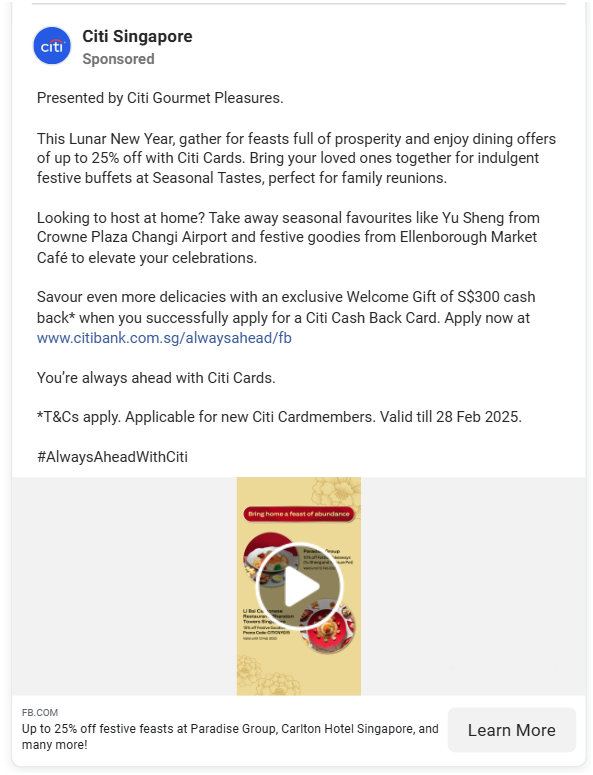 citi
Citi Singapore
Sponsored
Presented by Citi Gourmet Pleasures.
This Lunar New Year, gather for feasts full of prosperity and enjoy dining offers
of up to 25% off with Citi Cards. Bring your loved ones together for indulgent
festive buffets at Seasonal Tastes, perfect for family reunions.
Looking to host at home? Take away seasonal favourites like Yu Sheng from
Crowne Plaza Changi Airport and festive goodies from Ellenborough Market
Café to elevate your celebrations.
Savour even more delicacies with an exclusive Welcome Gift of S$300 cash
back* when you successfully apply for a Citi Cash Back Card. Apply now at
www.citibank.com.sg/alwaysahead/fb
You’re always ahead with Citi Cards.
*T&Cs apply. Applicable for new Citi Cardmembers. Valid till 28 Feb 2025.
#AlwaysAheadWithCiti
Bring home a feast of abundance
Group
Li Bai
Restaurant
Towers
FB.COM
Up to 25% off festive feasts at Paradise Group, Carlton Hotel Singapore, and
many more!
Learn More